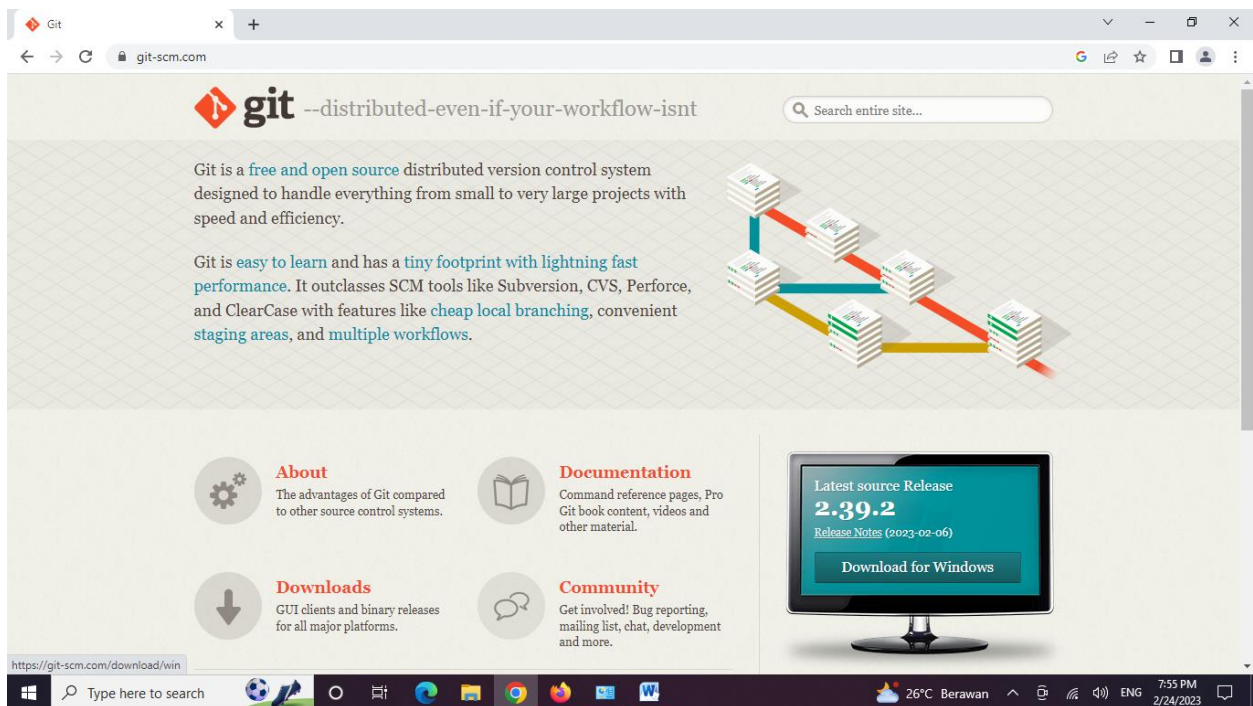 Git
git-scm.com
git --distributed-even-if-your-workflow-isnt
Search entire site...
Git is a free and open source distributed version control system
designed to handle everything from small to very large projects with
speed and efficiency.
Git is easy to learn and has a tiny footprint with lightning fast
performance. It outclasses SCM tools like Subversion, CVS, Perforce,
and ClearCase with features like cheap local branching, convenient
staging areas, and multiple workflows.
About
The advantages of Git compared
to other source control systems.
Documentation
Command reference pages, Pro
Git book content, videos and
other material.
Downloads
GUI clients and binary releases
for all major platforms.
Community
Get involved! Bug reporting,
mailing list, chat, development
and more.
Latest source Release
2.39.2
Release Notes (2023-02-06)
Download for Windows
https://git-scm.com/download/win
Type here to search
26°C Berawan
ENG
7:55 PM
2/24/2023